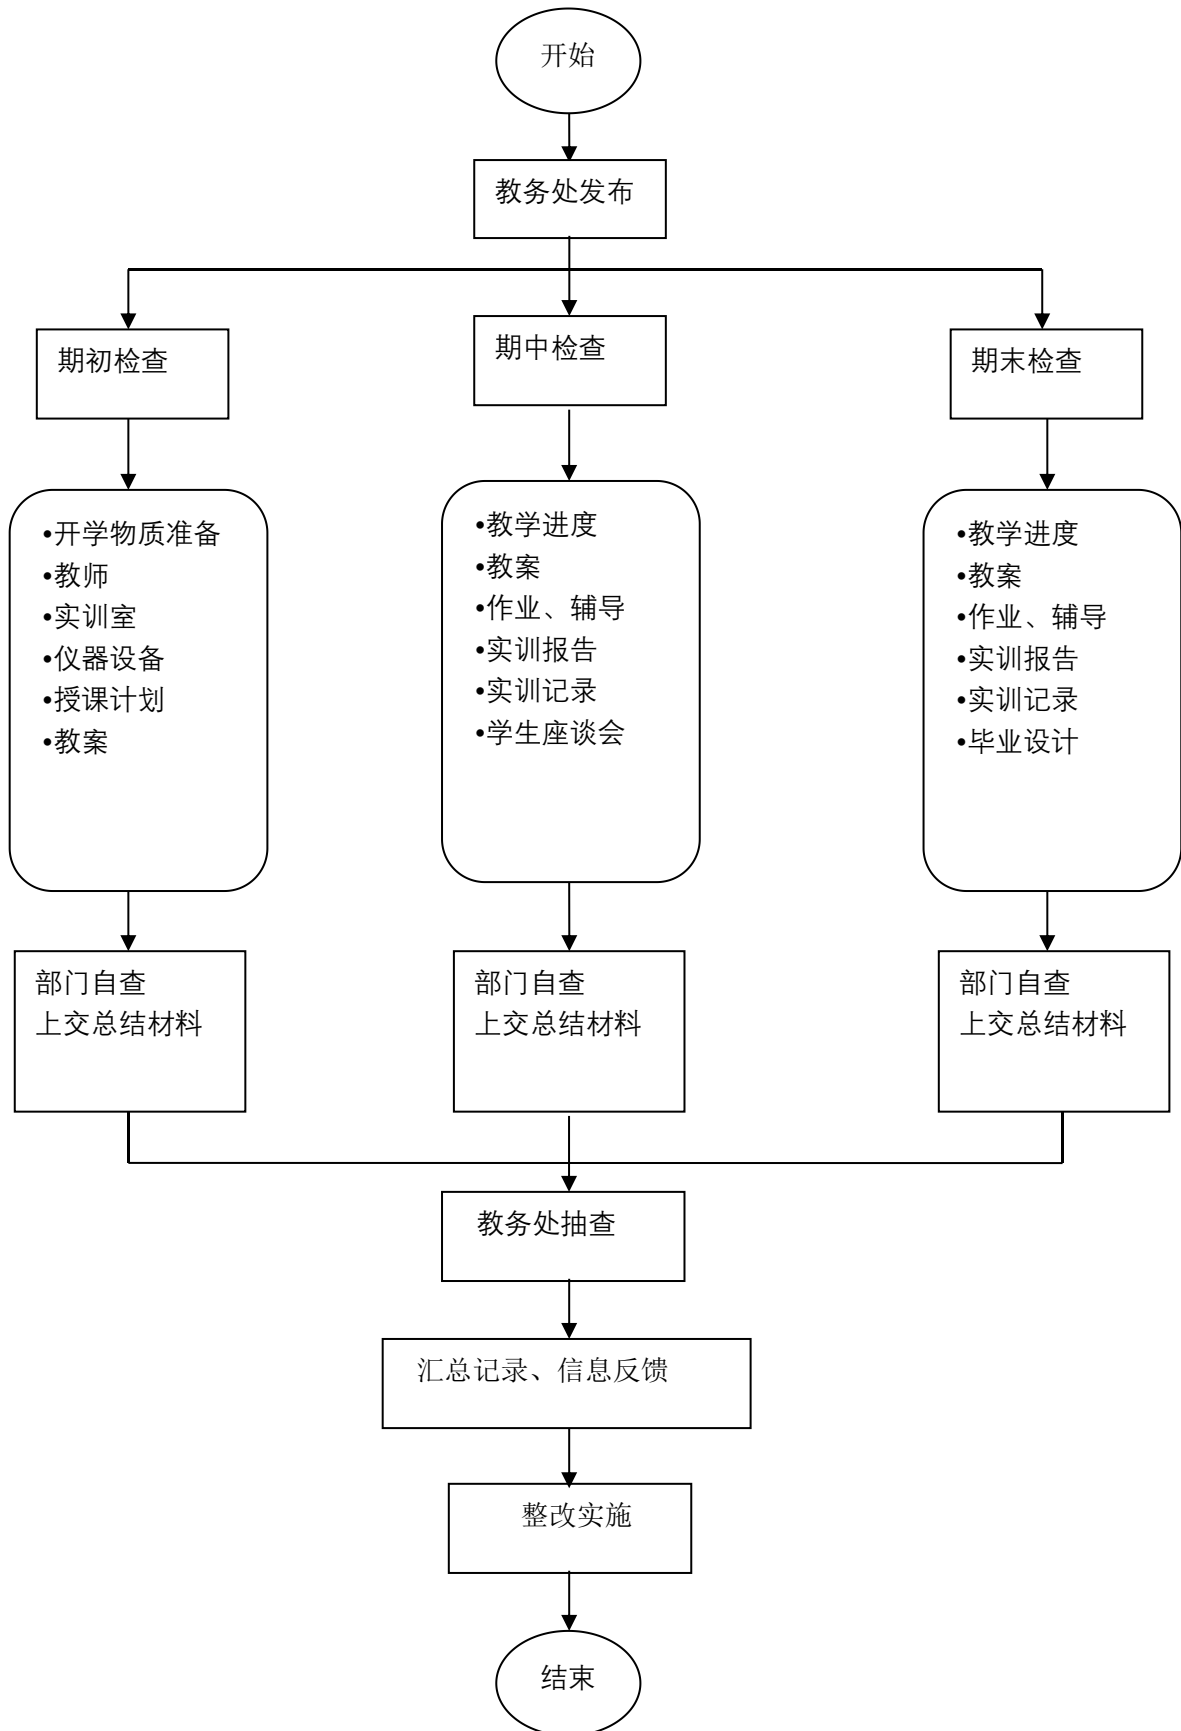 开始
教务处发布
期初检查
期中检查
期末检查
•开学物质准备
•教师
•实训室
•仪器设备
•授课计划
•教案
•教学进度
•教案
•作业、辅导
•实训报告
•实训记录
•学生座谈会
•教学进度
•教案
•作业、辅导
•实训报告
•实训记录
•毕业设计
部门自查
上交总结材料
部门自查
上交总结材料
部门自查
上交总结材料
教务处抽查
汇总记录、信息反馈
整改实施
结束